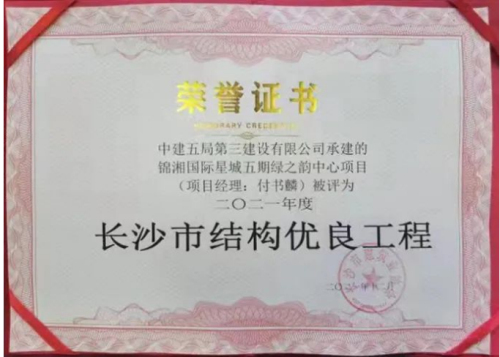 荣誉证书
HONORARY CREDENTIAL
中建五局第三建设有限公司承建的
锦湘国际星城五期绿之韵中心项目
（项目经理：付书麟）被评为
二〇二一年度
长沙市结构优良工程